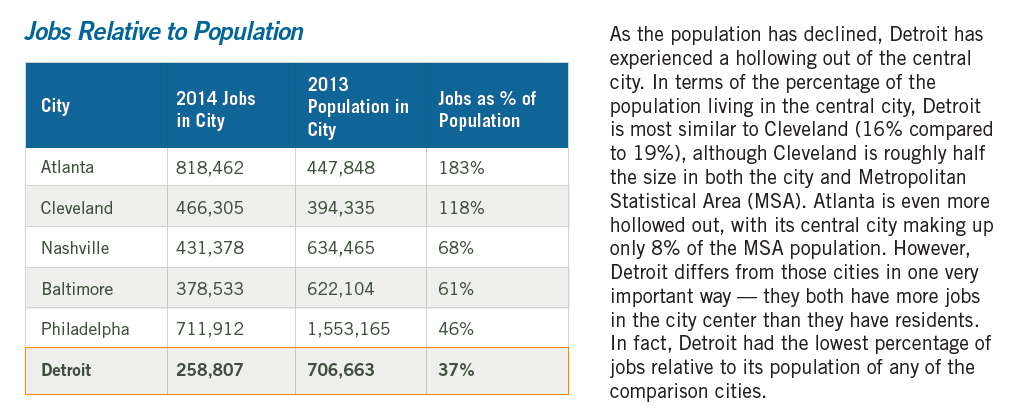 Jobs Relative to Population
City
2014 Jobs
in City
2013
Population in
City
Jobs as % of
Population
Atlanta 818,462 447,848 183%
Cleveland 466,305 394,335 118%
Nashville 431,378 634,465 68%
Baltimore 378,533 622,104 61%
Philadelpha 711,912 1,553,165 46%
Detroit 258,807 706,663 37%
As the population has declined, Detroit has
experienced a hollowing out of the central
city. In terms of the percentage of the
population living in the central city, Detroit
is most similar to Cleveland (16% compared
to 19%), although Cleveland is roughly half
the size in both the city and Metropolitan
Statistical Area (MSA). Atlanta is even more
hollowed out, with its central city making up
only 8% of the MSA population. However,
Detroit differs from those cities in one very
important way — they both have more jobs
in the city center than they have residents.
In fact, Detroit had the lowest percentage of
jobs relative to its population of any of the
comparison cities.